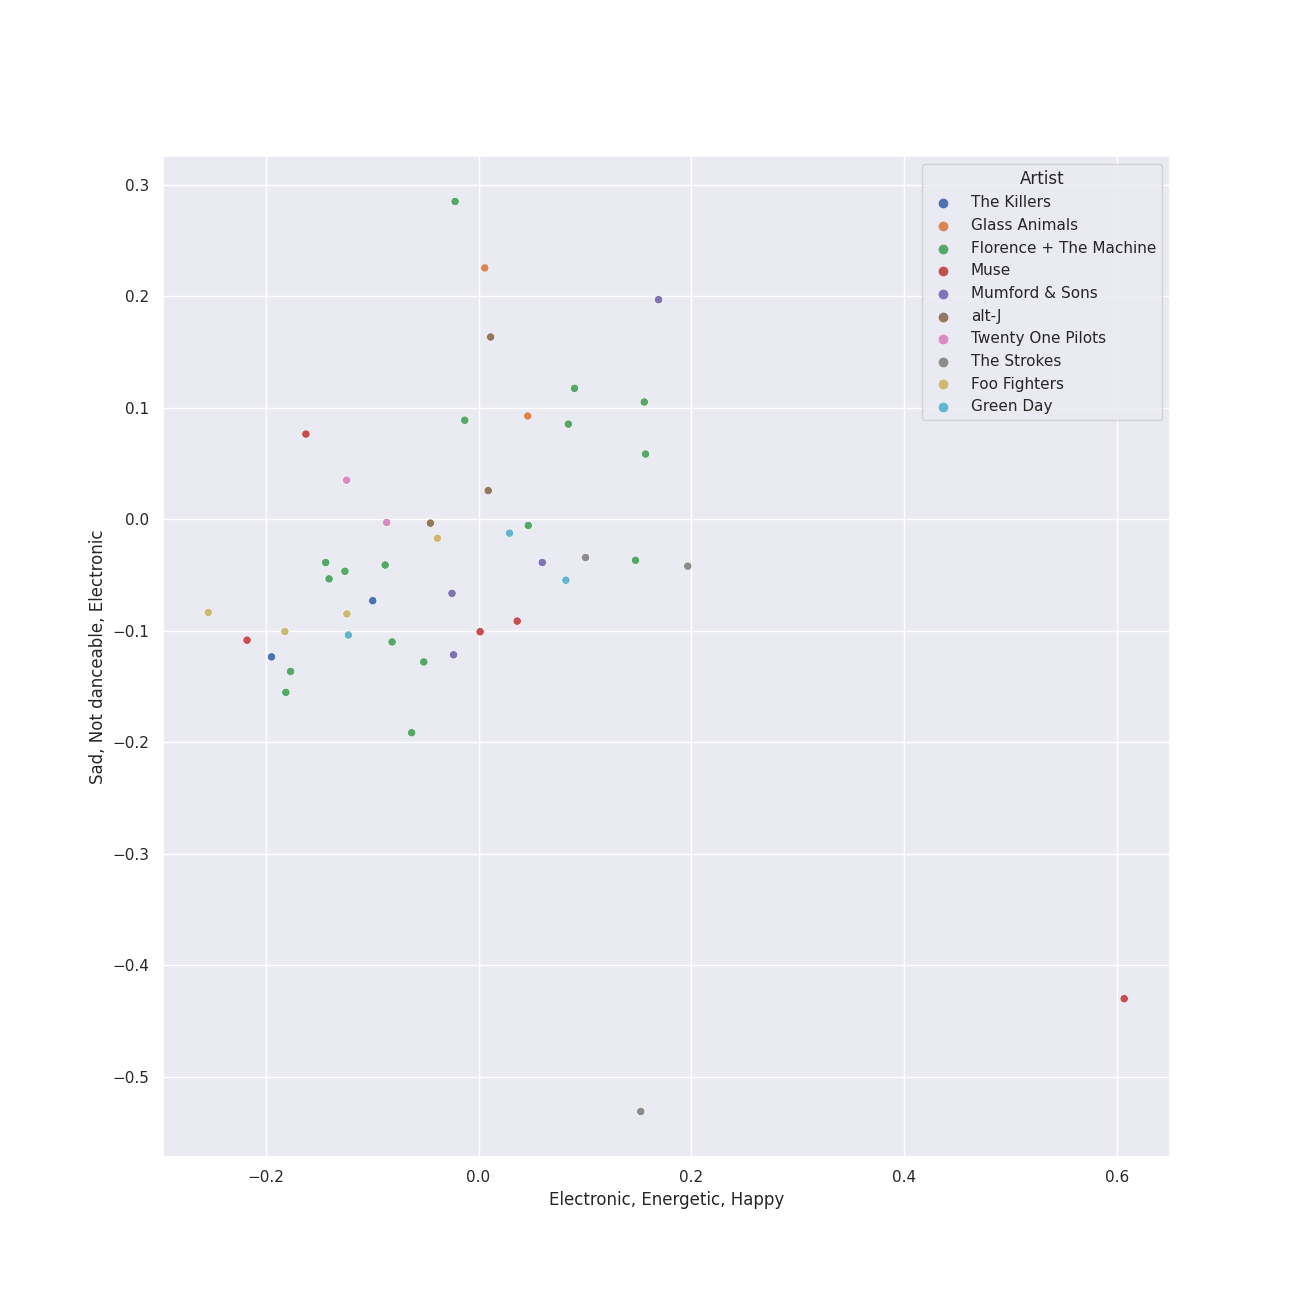 Artist
The Killers
Glass Animals
Florence + The Machine
Muse
Mumford & Sons
alt-J
Twenty One Pilots
The Strokes
Foo Fighters
Green Day
0.3
0.2
0.1
0.0
−0.1
−0.2
−0.3
−0.4
−0.5
Sad, Not danceable, Electronic
−0.2 0.0 0.2 0.4 0.6
Electronic, Energetic, Happy